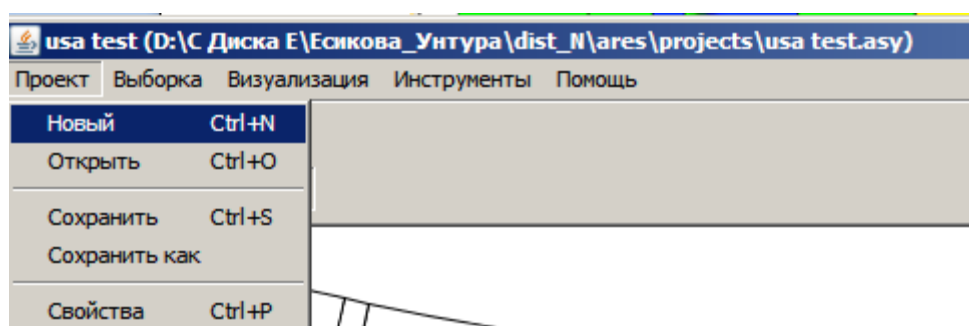 usa test (D:\С Диска E\Есикова_Унтура\dist_N\ares\projects\usa test.asy)
Проект Выборка Визуализация Инструменты Помощь
Новый Ctrl+N
Открыть Ctrl+O
Сохранить Ctrl+S
Сохранить как
Свойства Ctrl+P